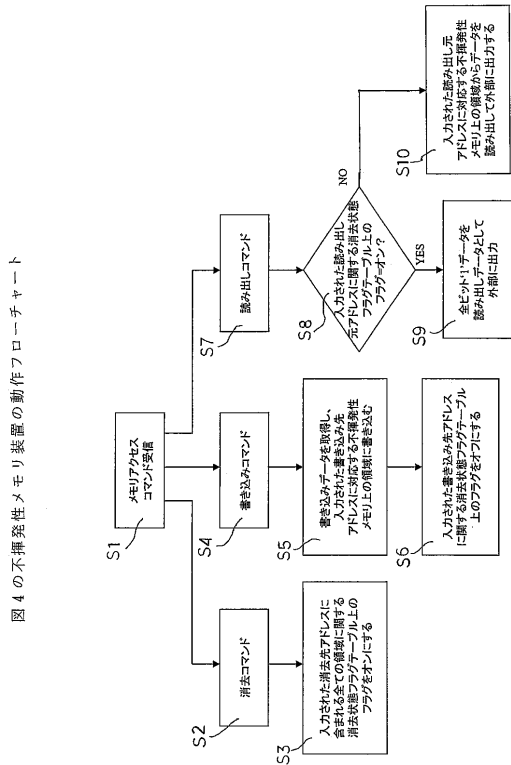 図4の不揮発性メモリ装置の動作フローチャート
メモリアクセス
コマンド受信
S1
消去コマンド
S2
入力された消去先アドレスに
含まれる全ての領域に関する
消去状態フラグテーブル上の
フラグをオンにする
S3
書き込みコマンド
S4
書き込みデータを取得し、
入力された書き込み先
アドレスに対応する不揮発性
メモリ上の領域に書き込む
S5
入力された書き込み先アドレス
に関する消去状態フラグテーブル
上のフラグをオフにする
S6
読み出しコマンド
S7
入力された読み出し
元アドレスに関する消去状態
フラグテーブル上の
フラグ=オン?
S8
YES
NO
全ビット'1'データを
読み出しデータとして
外部に出力
S9
入力された読み出し元
アドレスに対応する不揮発性
メモリ上の領域からデータを
読み出して外部に出力する
S10